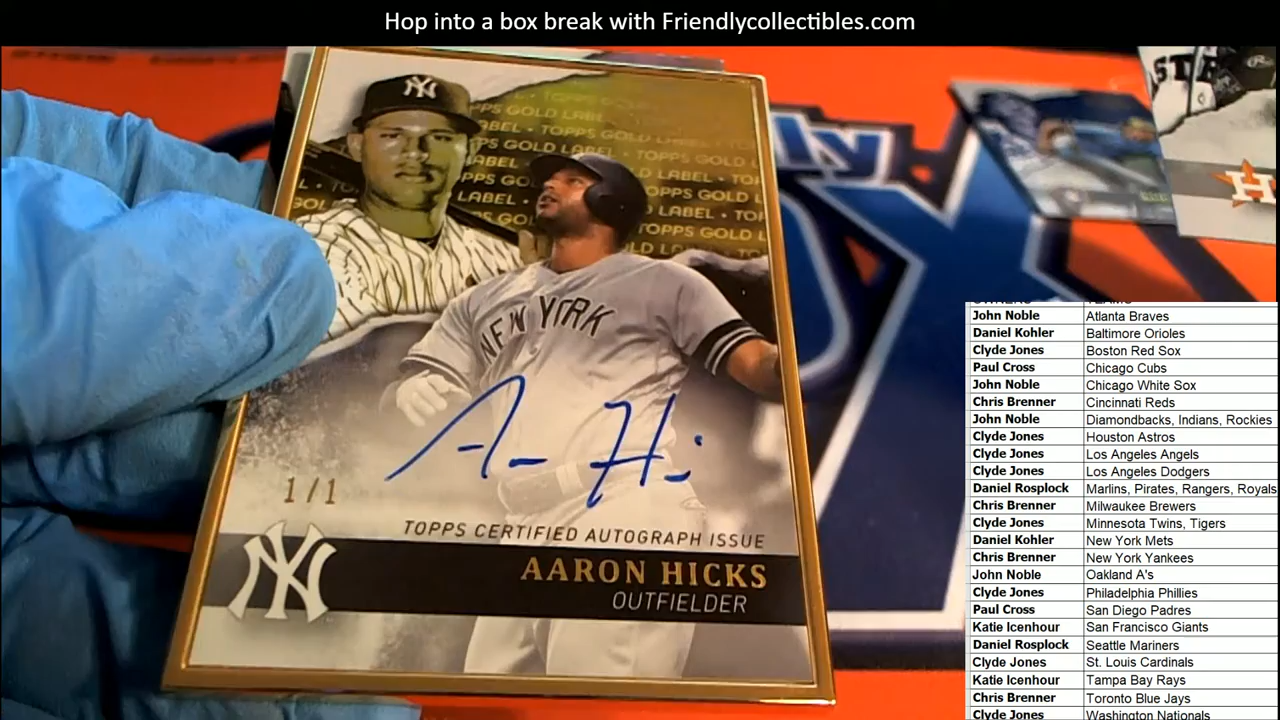 Hop into a box break with Friendlycollectibles.com
NY
TOPPS GOLD LABEL
NEW YORK
A H
1/1
TOPPS CERTIFIED AUTOGRAPH ISSUE
NY
AARON HICKS
OUTFIELDER
ly
STR
H
OWNERS TEAMS
John Noble Atlanta Braves
Daniel Kohler Baltimore Orioles
Clyde Jones Boston Red Sox
Paul Cross Chicago Cubs
John Noble Chicago White Sox
Chris Brenner Cincinnati Reds
John Noble Diamondbacks, Indians, Rockies
Clyde Jones Houston Astros
Clyde Jones Los Angeles Angels
Clyde Jones Los Angeles Dodgers
Daniel Rosplock Marlins, Pirates, Rangers, Royals
Chris Brenner Milwaukee Brewers
Clyde Jones Minnesota Twins, Tigers
Daniel Kohler New York Mets
Chris Brenner New York Yankees
John Noble Oakland A's
Clyde Jones Philadelphia Phillies
Paul Cross San Diego Padres
Katie Icenhour San Francisco Giants
Daniel Rosplock Seattle Mariners
Clyde Jones St. Louis Cardinals
Katie Icenhour Tampa Bay Rays
Chris Brenner Toronto Blue Jays
Clyde Jones Washington Nationals